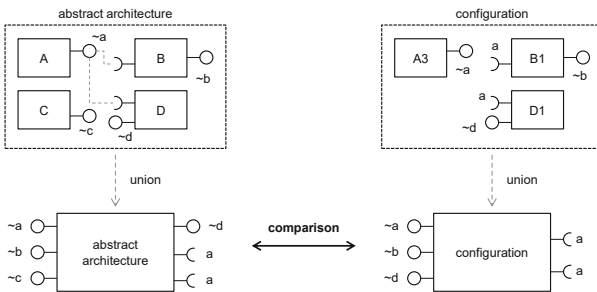 abstract architecture
A
~a
B
~b
C
~c
D
~d
union
~a
~b
~c
abstract
architecture
~d
a
a
comparison
configuration
A3
~a
a
B1
~b
a
D1
~d
union
~a
~b
~d
configuration
a
a